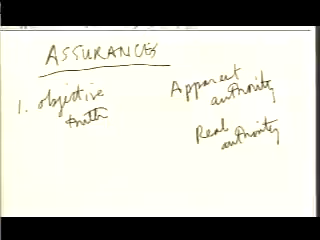 ASSURANCES
1. objective
truth
Apparent
authority
Real
authority